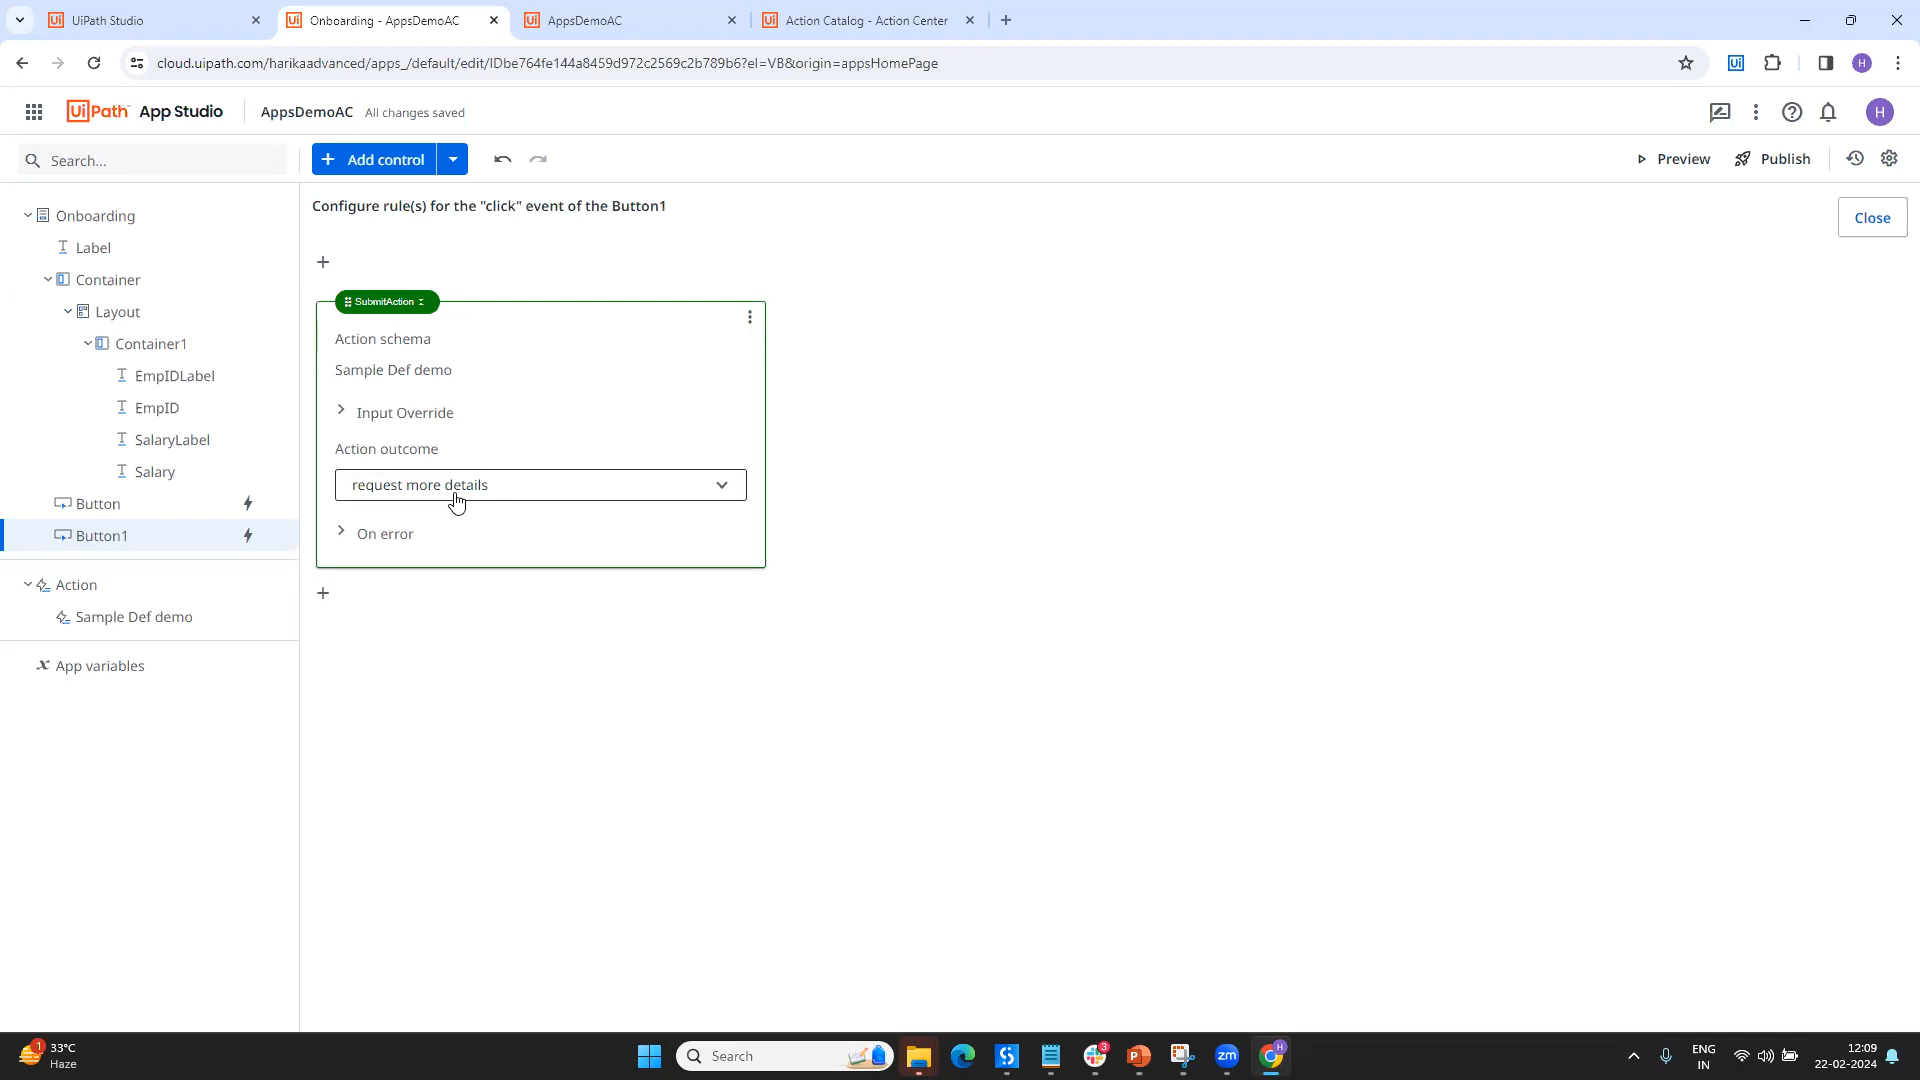 UiPath Studio
Onboarding - AppsDemoAC
AppsDemoAC
Action Catalog - Action Center
cloud.uipath.com/harikaadvanced/apps_/default/edit/IDbe764fe144a8459d972c2569c2b789b6?el=VB&origin=appsHomePage
H
UiPath App Studio
AppsDemoAC
All changes saved
H
Search...
Add control
Preview
Publish
Configure rule(s) for the "click" event of the Button1
Close
Onboarding
Label
Container
Layout
Container1
EmpIDLabel
EmpID
SalaryLabel
Salary
Button
Button1
Action
Sample Def demo
App variables
SubmitAction
Action schema
Sample Def demo
Input Override
Action outcome
request more details
On error
1
33°C
Haze
Search
3
zm
H
ENG
IN
12:09
22-02-2024